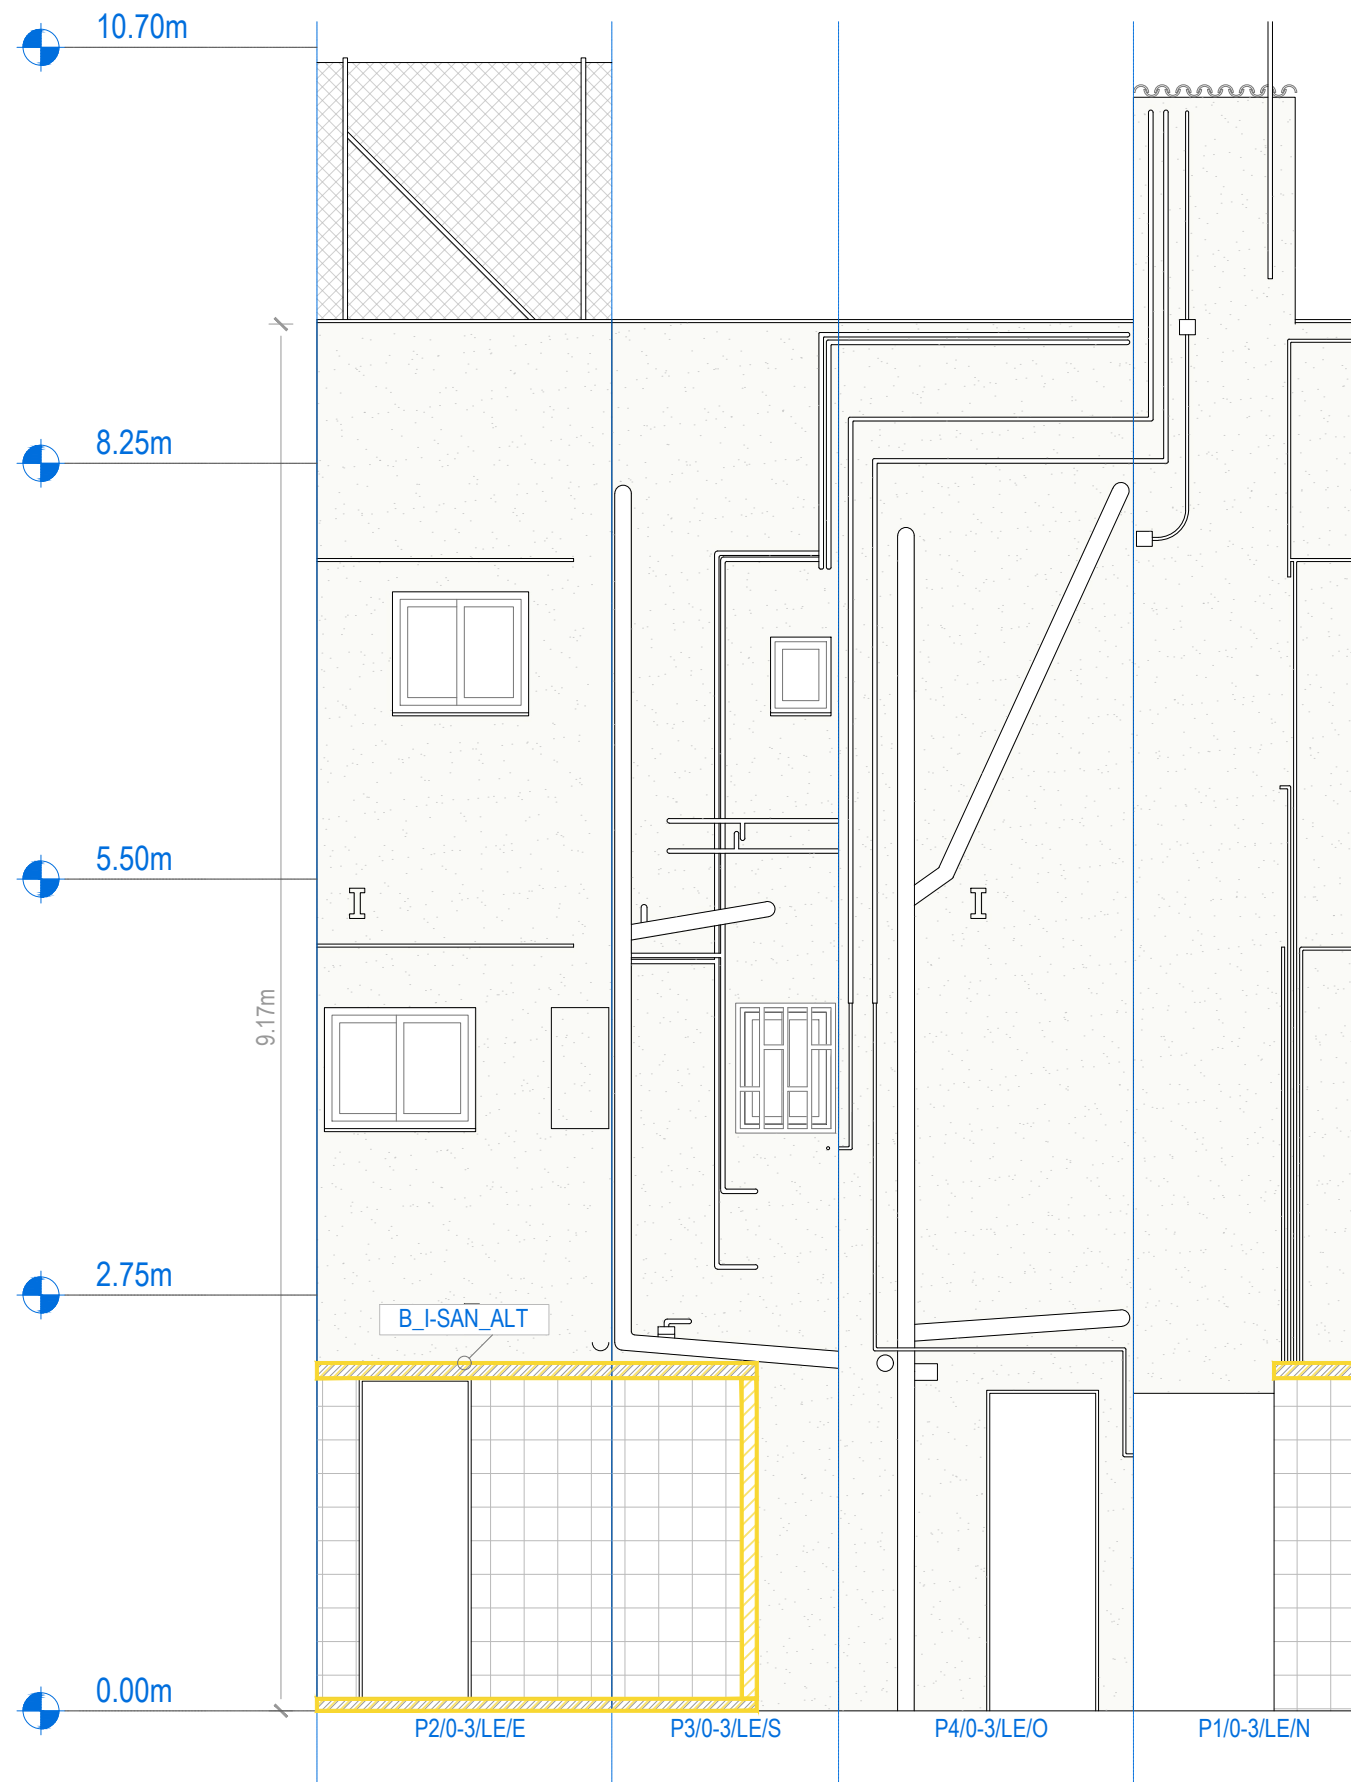 10.70m
8.25m
5.50m
9.17m
2.75m
B_I-SAN_ALT
0.00m
P2/0-3/LE/E
P3/0-3/LE/S
P4/0-3/LE/O
P1/0-3/LE/N